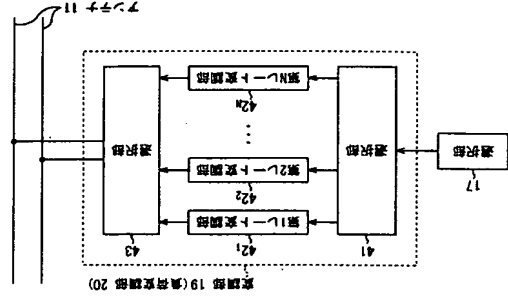 変調部 19(負荷変調部 20)
41
42₁
43
第1レート変調部
17
42₂
選択部
選択部
第2レート変調部
選択部
...
42N
第Nレート変調部
アンテナ 11